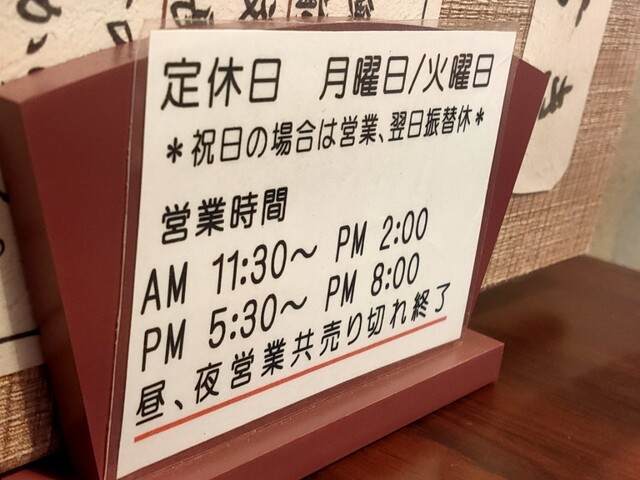 定休日　月曜日/火曜日
＊祝日の場合は営業、翌日振替休＊
営業時間
AM 11:30～ PM 2:00
PM 5:30～ PM 8:00
昼、夜営業共売り切れ終了